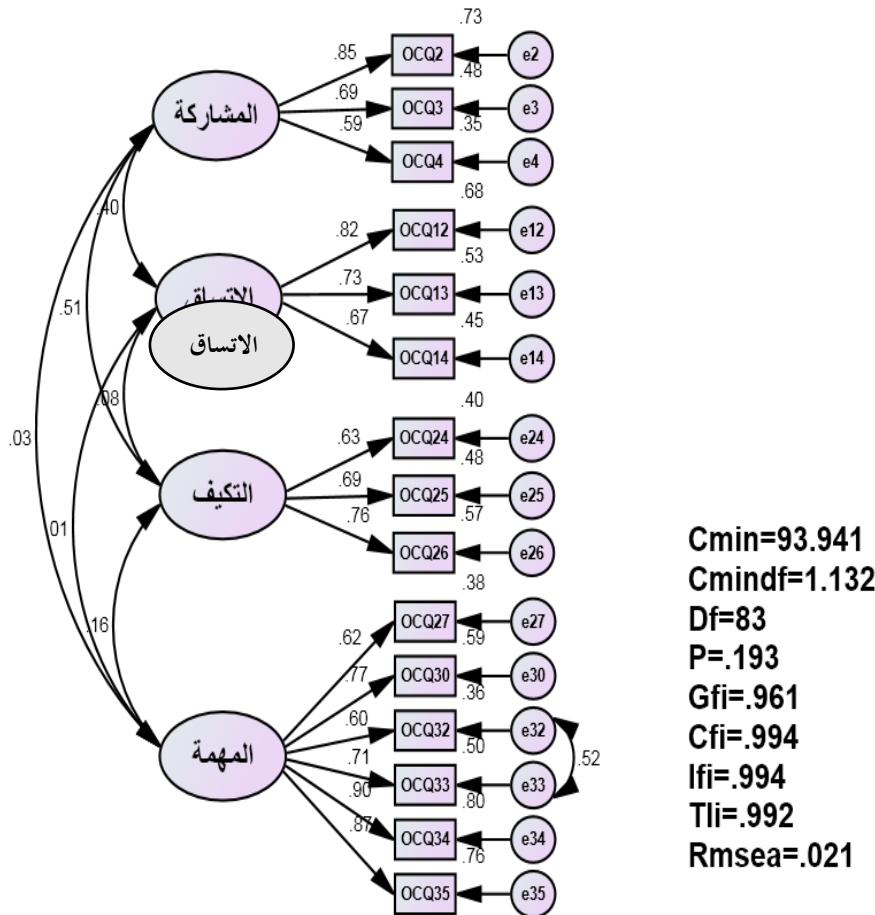 .73
.85
OCQ2
e2
.48
.69
OCQ3
e3
.35
المشاركة
.59
OCQ4
e4
.68
.40
.82
OCQ12
e12
.53
.73
OCQ13
e13
.45
الاتساق
.51
.67
OCQ14
e14
الاتساق
.40
.08
.63
OCQ24
e24
.48
.03
.69
OCQ25
e25
.57
التكيف
.76
OCQ26
e26
.38
.01
.62
OCQ27
e27
.59
.16
.77
OCQ30
e30
.36
.60
OCQ32
e32
.50
.52
المهمة
.71
OCQ33
e33
.80
.90
OCQ34
e34
.76
.87
OCQ35
e35
Cmin=93.941
Cmindf=1.132
Df=83
P=.193
Gfi=.961
Cfi=.994
Ifi=.994
Tli=.992
Rmsea=.021